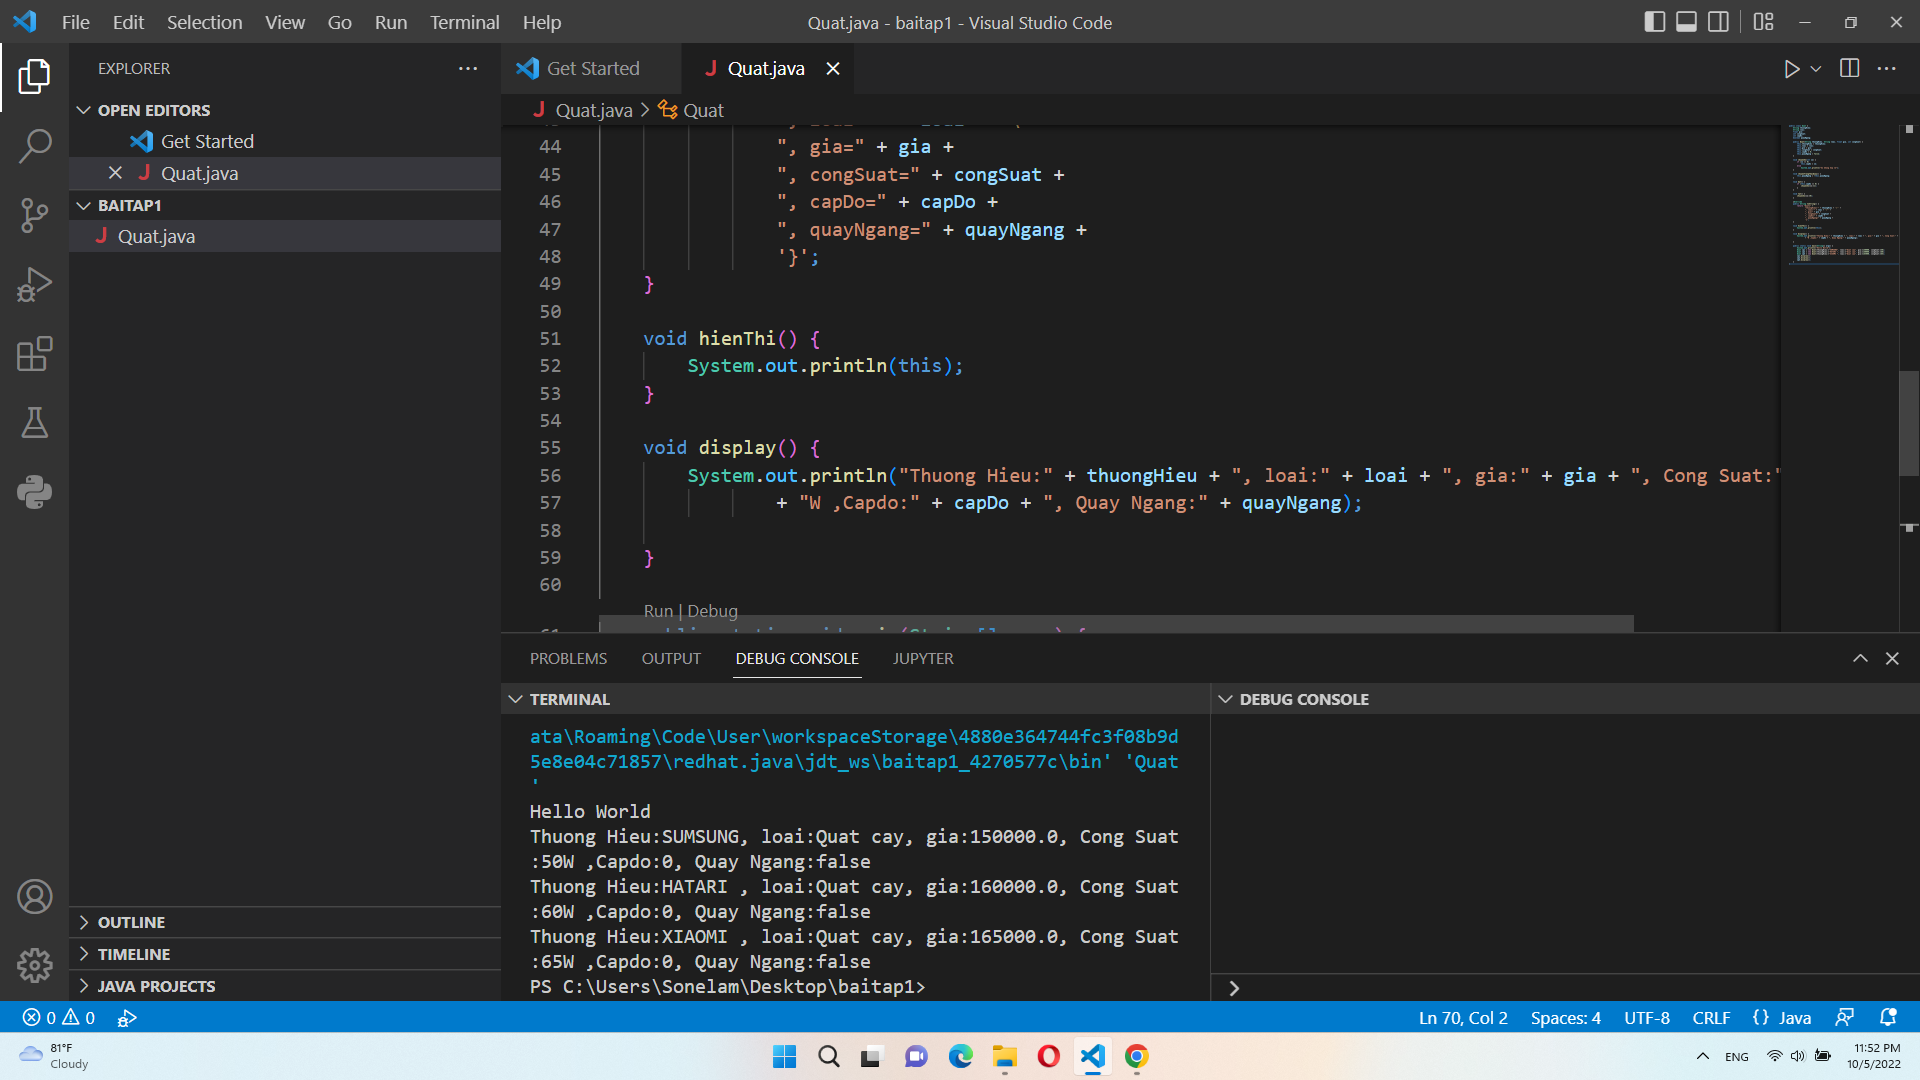 File Edit Selection View Go Run Terminal Help
Quat.java - baitap1 - Visual Studio Code
EXPLORER
OPEN EDITORS
Get Started
Quat.java
BAITAP1
Quat.java
OUTLINE
TIMELINE
JAVA PROJECTS
Get Started
Quat.java
Quat.java > Quat
44 ", gia=" + gia +
45 ", congSuat=" + congSuat +
46 ", capDo=" + capDo +
47 ", quayNgang=" + quayNgang +
48 '}';
49 }
50
51 void hienThi() {
52 System.out.println(this);
53 }
54
55 void display() {
56 System.out.println("Thuong Hieu:" + thuongHieu + ", loai:" + loai + ", gia:" + gia + ", Cong Suat:"
57 + "W ,Capdo:" + capDo + ", Quay Ngang:" + quayNgang);
58
59 }
60
Run | Debug
PROBLEMS OUTPUT DEBUG CONSOLE JUPYTER
TERMINAL
ata\Roaming\Code\User\workspaceStorage\4880e364744fc3f08b9d
5e8e04c71857\redhat.java\jdt_ws\baitap1_4270577c\bin' 'Quat
'
Hello World
Thuong Hieu:SUMSUNG, loai:Quat cay, gia:150000.0, Cong Suat
:50W ,Capdo:0, Quay Ngang:false
Thuong Hieu:HATARI , loai:Quat cay, gia:160000.0, Cong Suat
:60W ,Capdo:0, Quay Ngang:false
Thuong Hieu:XIAOMI , loai:Quat cay, gia:165000.0, Cong Suat
:65W ,Capdo:0, Quay Ngang:false
PS C:\Users\Sonelam\Desktop\baitap1>
DEBUG CONSOLE
0 0
Ln 70, Col 2 Spaces: 4 UTF-8 CRLF {} Java
81°F
Cloudy
ENG
11:52 PM
10/5/2022